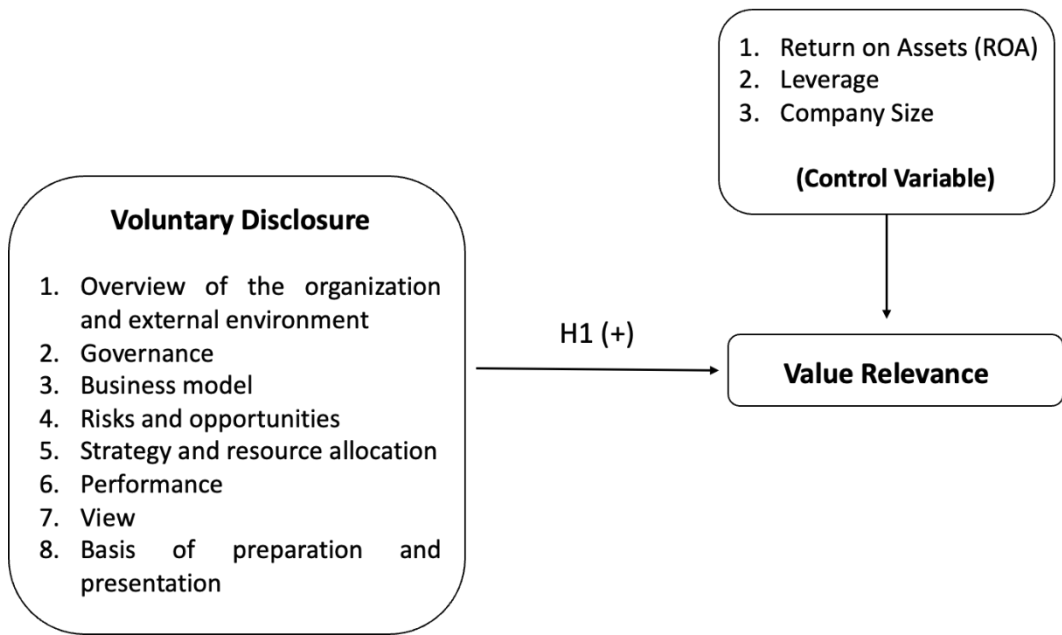 1. Return on Assets (ROA)
2. Leverage
3. Company Size
(Control Variable)
Voluntary Disclosure
1. Overview of the organization
and external environment
2. Governance
3. Business model
4. Risks and opportunities
5. Strategy and resource allocation
6. Performance
7. View
8. Basis of preparation and
presentation
H1 (+)
Value Relevance